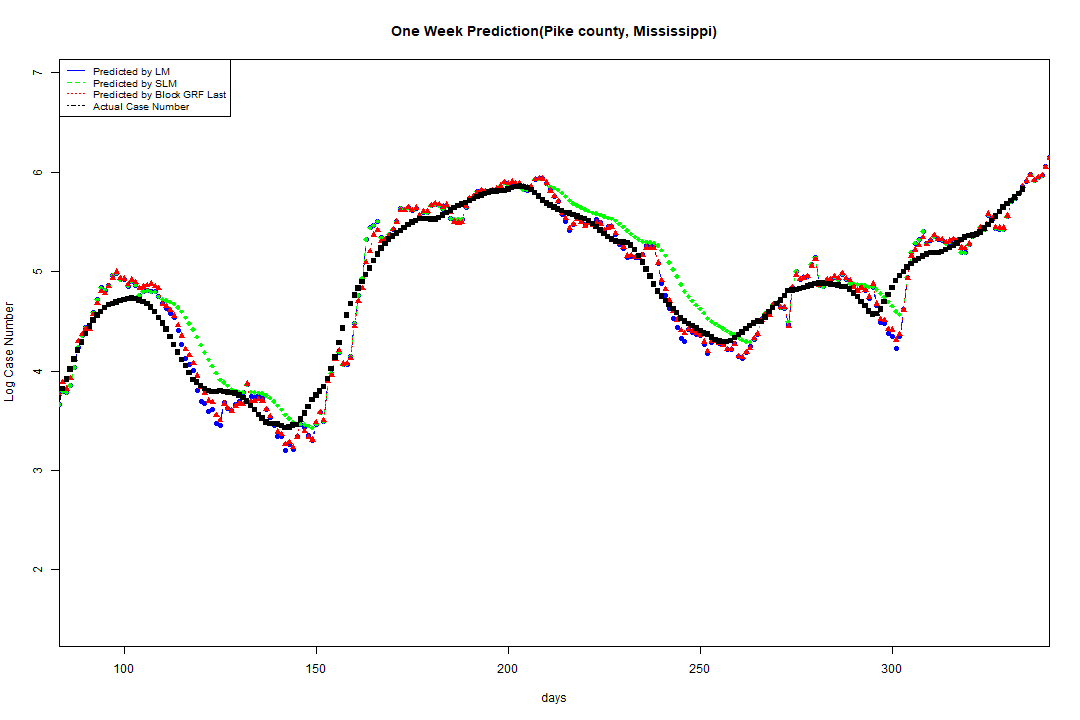 One Week Prediction(Pike county, Mississippi)
Predicted by LM
Predicted by SLM
Predicted by Block GRF Last
Actual Case Number
7
6
5
4
3
2
Log Case Number
100 150 200 250 300
days